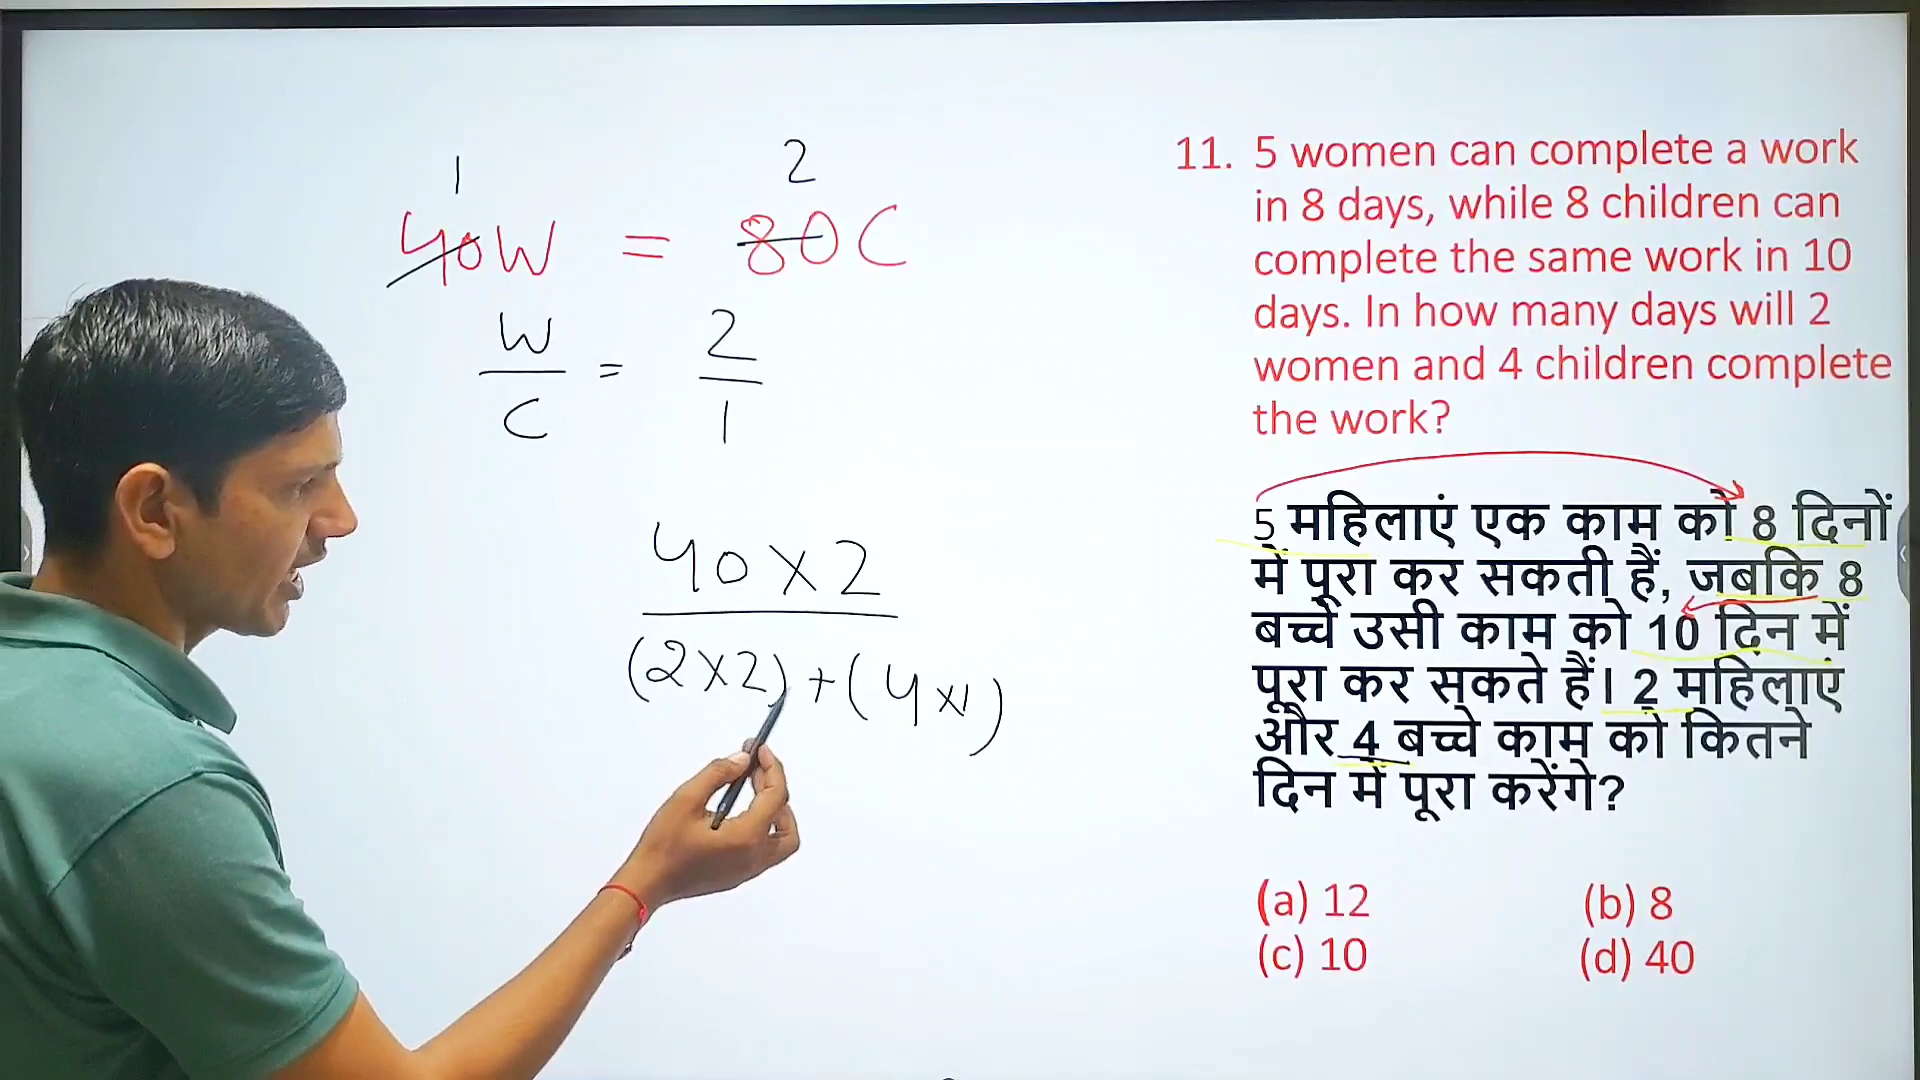 1 2
40W = 80C
W/C = 2/1
40×2
(2×2)+(4×1)
11. 5 women can complete a work
in 8 days, while 8 children can
complete the same work in 10
days. In how many days will 2
women and 4 children complete
the work?
5 महिलाएं एक काम को 8 दिनों
में पूरा कर सकती हैं, जबकि 8
बच्चे उसी काम को 10 दिन में
पूरा कर सकते हैं। 2 महिलाएं
और 4 बच्चे काम को कितने
दिन में पूरा करेंगे?
(a) 12 (b) 8
(c) 10 (d) 40